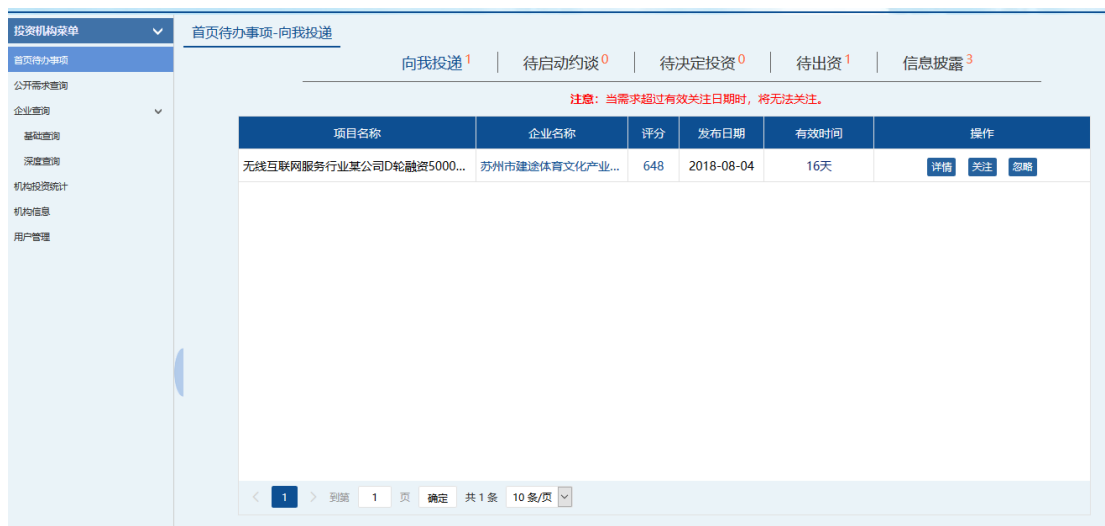 投资机构菜单
首页待办事项
公开需求查询
企业查询
基础查询
深度查询
机构投资统计
机构信息
用户管理
首页待办事项-向我投递
向我投递1 待启动约谈0 待决定投资0 待出资1 信息披露3
注意：当需求超过有效关注日期时，将无法关注。
项目名称 企业名称 评分 发布日期 有效时间 操作
无线互联网服务行业某公司D轮融资5000... 苏州市建途体育文化产业... 648 2018-08-04 16天 详情 关注 忽略
< 1 > 到第 1 页 确定 共 1 条 10 条/页